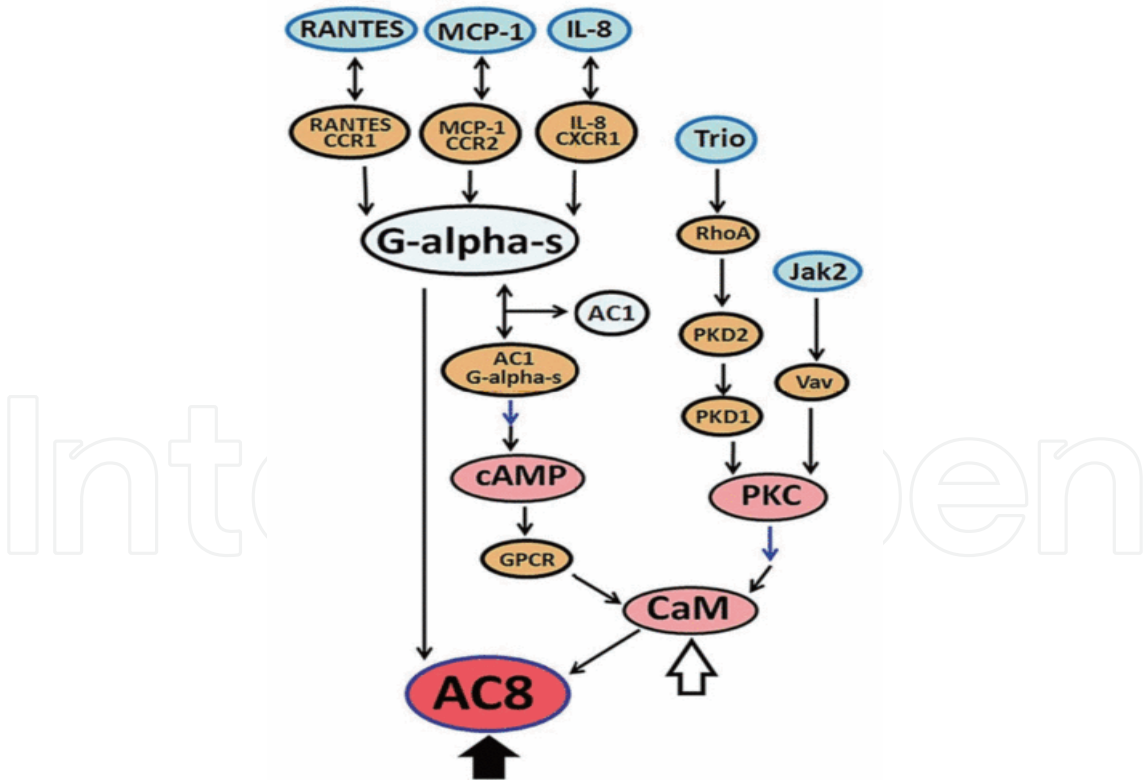 RANTES
MCP-1
IL-8
RANTES
CCR1
MCP-1
CCR2
IL-8
CXCR1
Trio
G-alpha-s
RhoA
Jak2
AC1
PKD2
AC1
G-alpha-s
Vav
PKD1
cAMP
PKC
GPCR
CaM
AC8